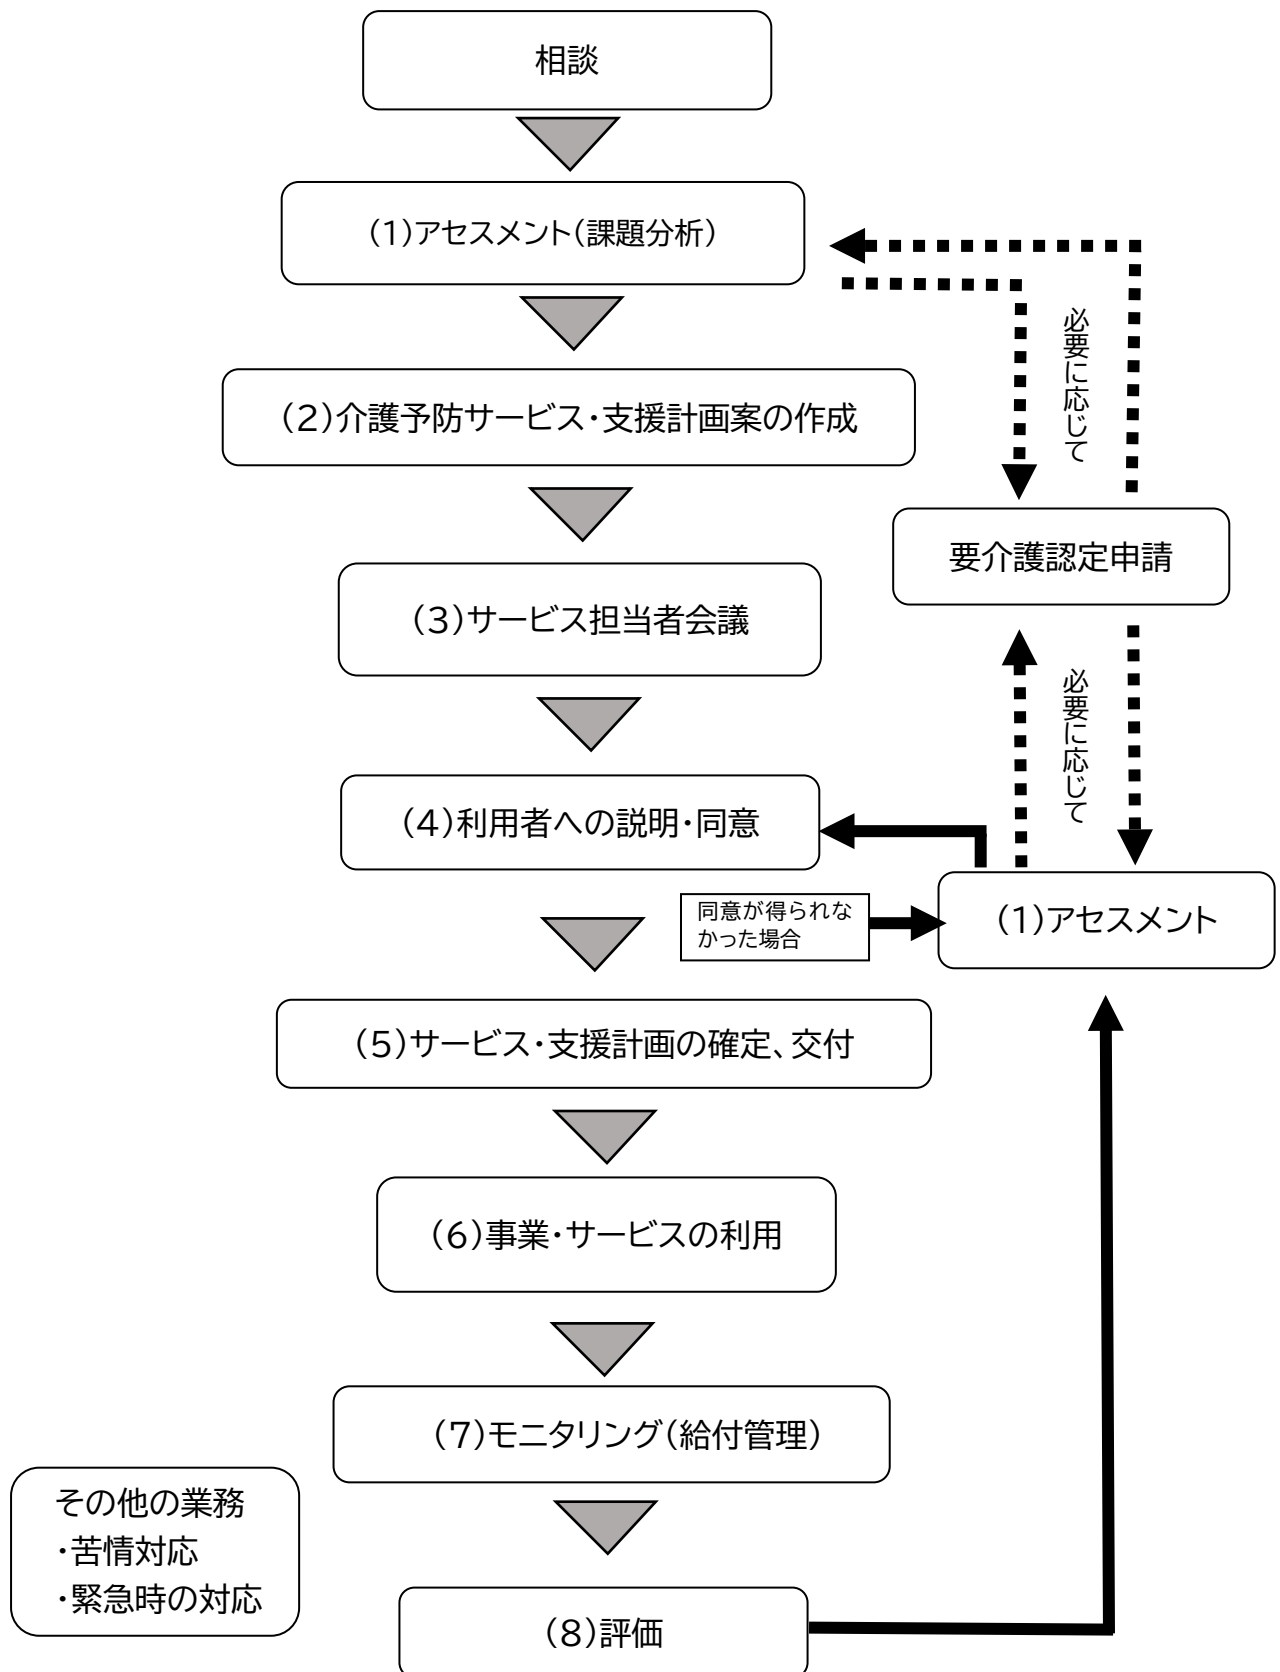 相談
(1)アセスメント(課題分析)
必要に応じて
(2)介護予防サービス・支援計画案の作成
要介護認定申請
(3)サービス担当者会議
必要に応じて
(4)利用者への説明・同意
同意が得られな
かった場合
(1)アセスメント
(5)サービス・支援計画の確定、交付
(6)事業・サービスの利用
(7)モニタリング(給付管理)
その他の業務
・苦情対応
・緊急時の対応
(8)評価